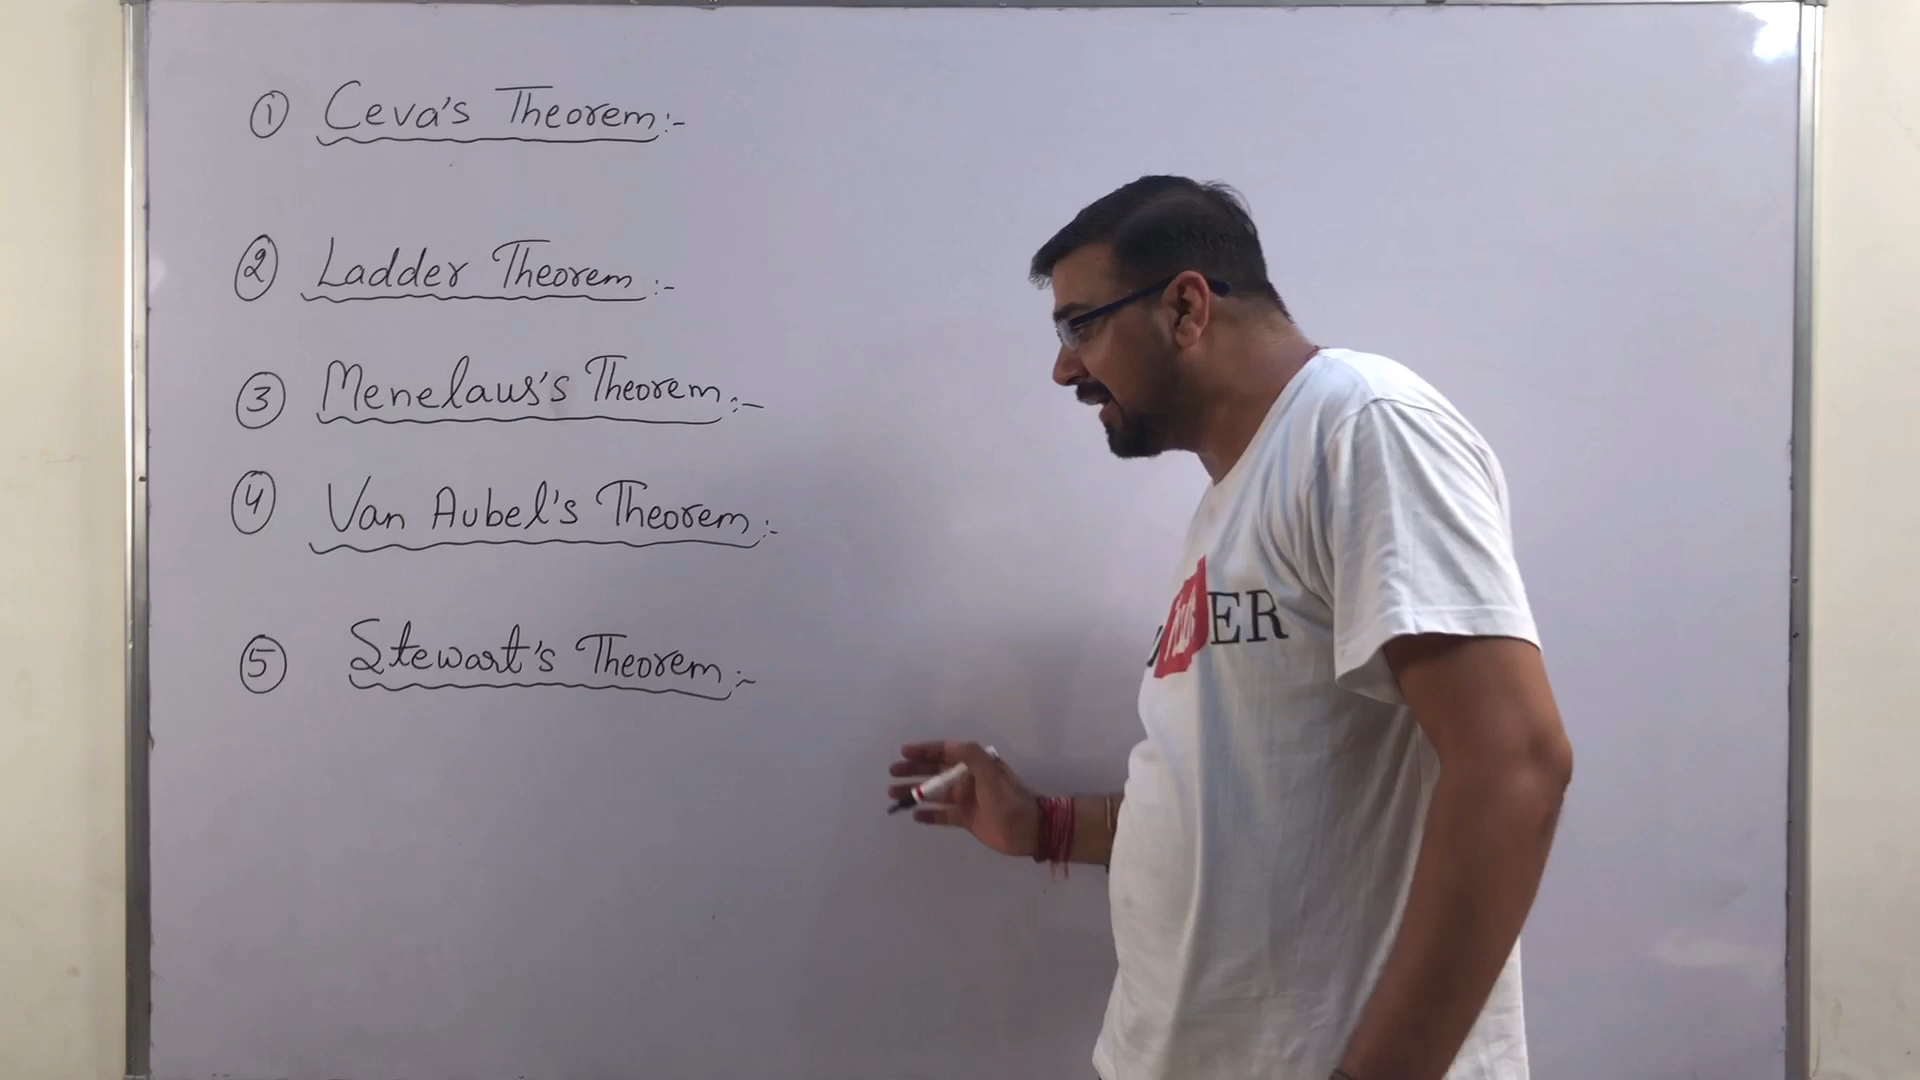 ① Ceva's Theorem:-
② Ladder Theorem:-
③ Menelaus's Theorem:-
④ Van Aubel's Theorem:-
⑤ Stewart's Theorem:-
ER